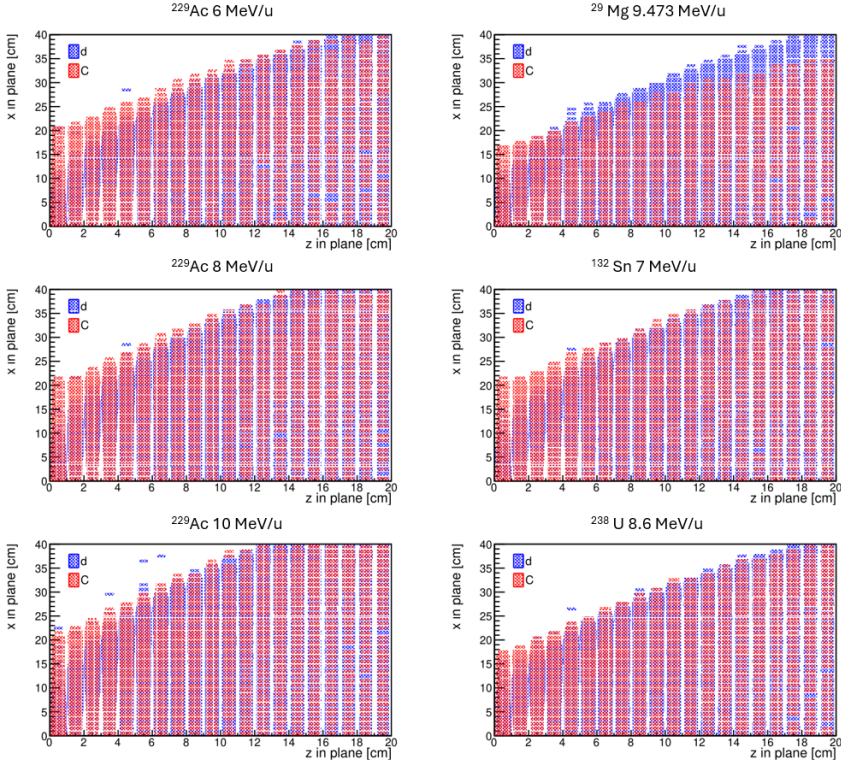 ²²⁹Ac 6 MeV/u
x in plane [cm]
40
35
30
25
20
15
10
5
0
d
C
0 2 4 6 8 10 12 14 16 18 20
z in plane [cm]
²⁹ Mg 9.473 MeV/u
x in plane [cm]
40
35
30
25
20
15
10
5
0
d
C
0 2 4 6 8 10 12 14 16 18 20
z in plane [cm]
²²⁹Ac 8 MeV/u
x in plane [cm]
40
35
30
25
20
15
10
5
0
d
C
0 2 4 6 8 10 12 14 16 18 20
z in plane [cm]
¹³² Sn 7 MeV/u
x in plane [cm]
40
35
30
25
20
15
10
5
0
d
C
0 2 4 6 8 10 12 14 16 18 20
z in plane [cm]
²²⁹Ac 10 MeV/u
x in plane [cm]
40
35
30
25
20
15
10
5
0
d
C
0 2 4 6 8 10 12 14 16 18 20
z in plane [cm]
²³⁸ U 8.6 MeV/u
x in plane [cm]
40
35
30
25
20
15
10
5
0
d
C
0 2 4 6 8 10 12 14 16 18 20
z in plane [cm]